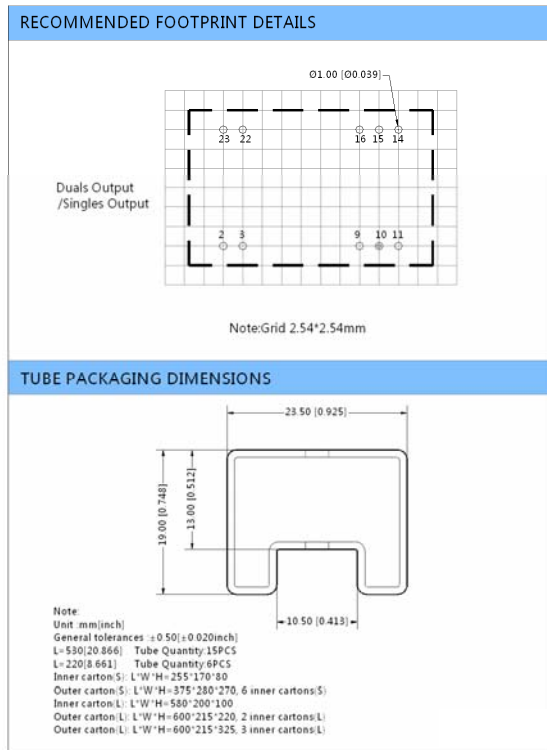 RECOMMENDED FOOTPRINT DETAILS
Ø1.00 [Ø0.039]
23 22 16 15 14
Duals Output
/Singles Output
2 3 9 10 11
Note:Grid 2.54*2.54mm
TUBE PACKAGING DIMENSIONS
23.50 [0.925]
19.00 [0.748]
13.00 [0.512]
10.50 [0.413]
Note:
Unit :mm[inch]
General tolerances :±0.50[±0.020inch]
L=530[20.866] Tube Quantity:15PCS
L=220[8.661] Tube Quantity:6PCS
Inner carton(S): L*W*H=255*170*80
Outer carton(S): L*W*H=375*280*270, 6 inner cartons(S)
Inner carton(L): L*W*H=580*200*100
Outer carton(L): L*W*H=600*215*220, 2 inner cartons(L)
Outer carton(L): L*W*H=600*215*325, 3 inner cartons(L)